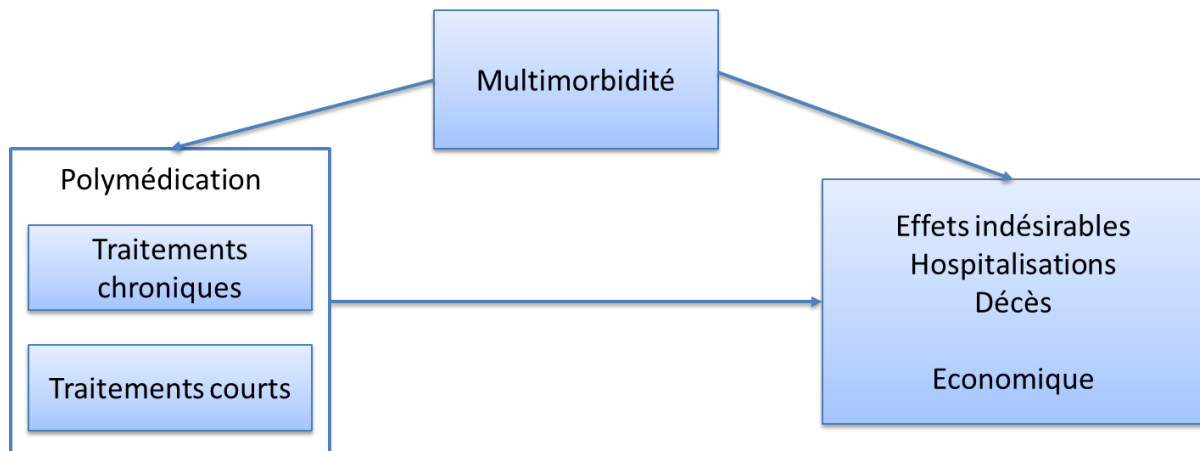 Multimorbidité
Polymédication
Traitements
chroniques
Traitements courts
Effets indésirables
Hospitalisations
Décès
Economique